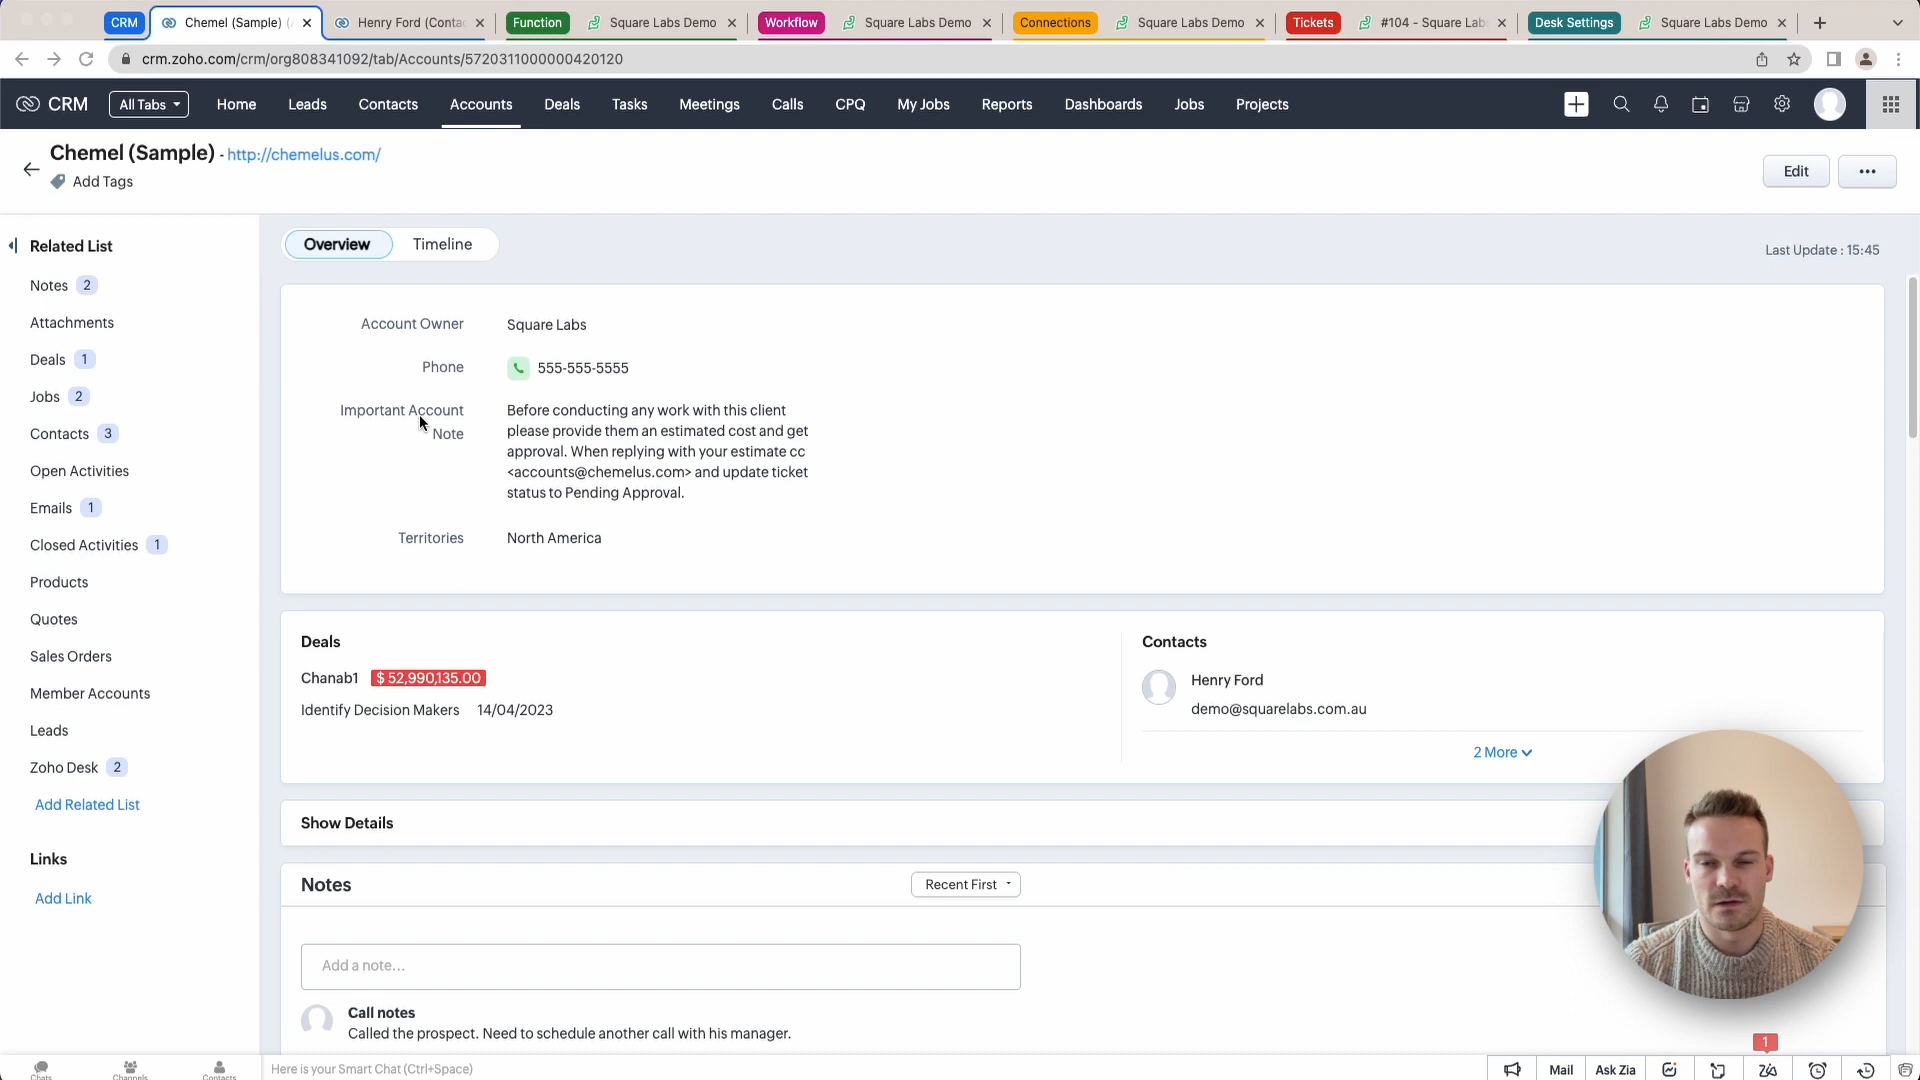 CRM
Chemel (Sample)
Henry Ford (Conta
Function
Square Labs Demo
Workflow
Square Labs Demo
Connections
Square Labs Demo
Tickets
#104 - Square Lab
Desk Settings
Square Labs Demo
crm.zoho.com/crm/org808341092/tab/Accounts/5720311000000420120
CRM
All Tabs
Home
Leads
Contacts
Accounts
Deals
Tasks
Meetings
Calls
CPQ
My Jobs
Reports
Dashboards
Jobs
Projects
Chemel (Sample) - http://chemelus.com/
Add Tags
Edit
Related List
Notes 2
Attachments
Deals 1
Jobs 2
Contacts 3
Open Activities
Emails 1
Closed Activities 1
Products
Quotes
Sales Orders
Member Accounts
Leads
Zoho Desk 2
Add Related List
Links
Add Link
Overview
Timeline
Last Update : 15:45
Account Owner
Square Labs
Phone
555-555-5555
Important Account
Note
Before conducting any work with this client
please provide them an estimated cost and get
approval. When replying with your estimate cc
<accounts@chemelus.com> and update ticket
status to Pending Approval.
Territories
North America
Deals
Chanab1 $ 52,990,135.00
Identify Decision Makers 14/04/2023
Contacts
Henry Ford
demo@squarelabs.com.au
2 More
Show Details
Notes
Recent First
Add a note...
Call notes
Called the prospect. Need to schedule another call with his manager.
1
Chats
Channels
Contacts
Here is your Smart Chat (Ctrl+Space)
Mail
Ask Zia